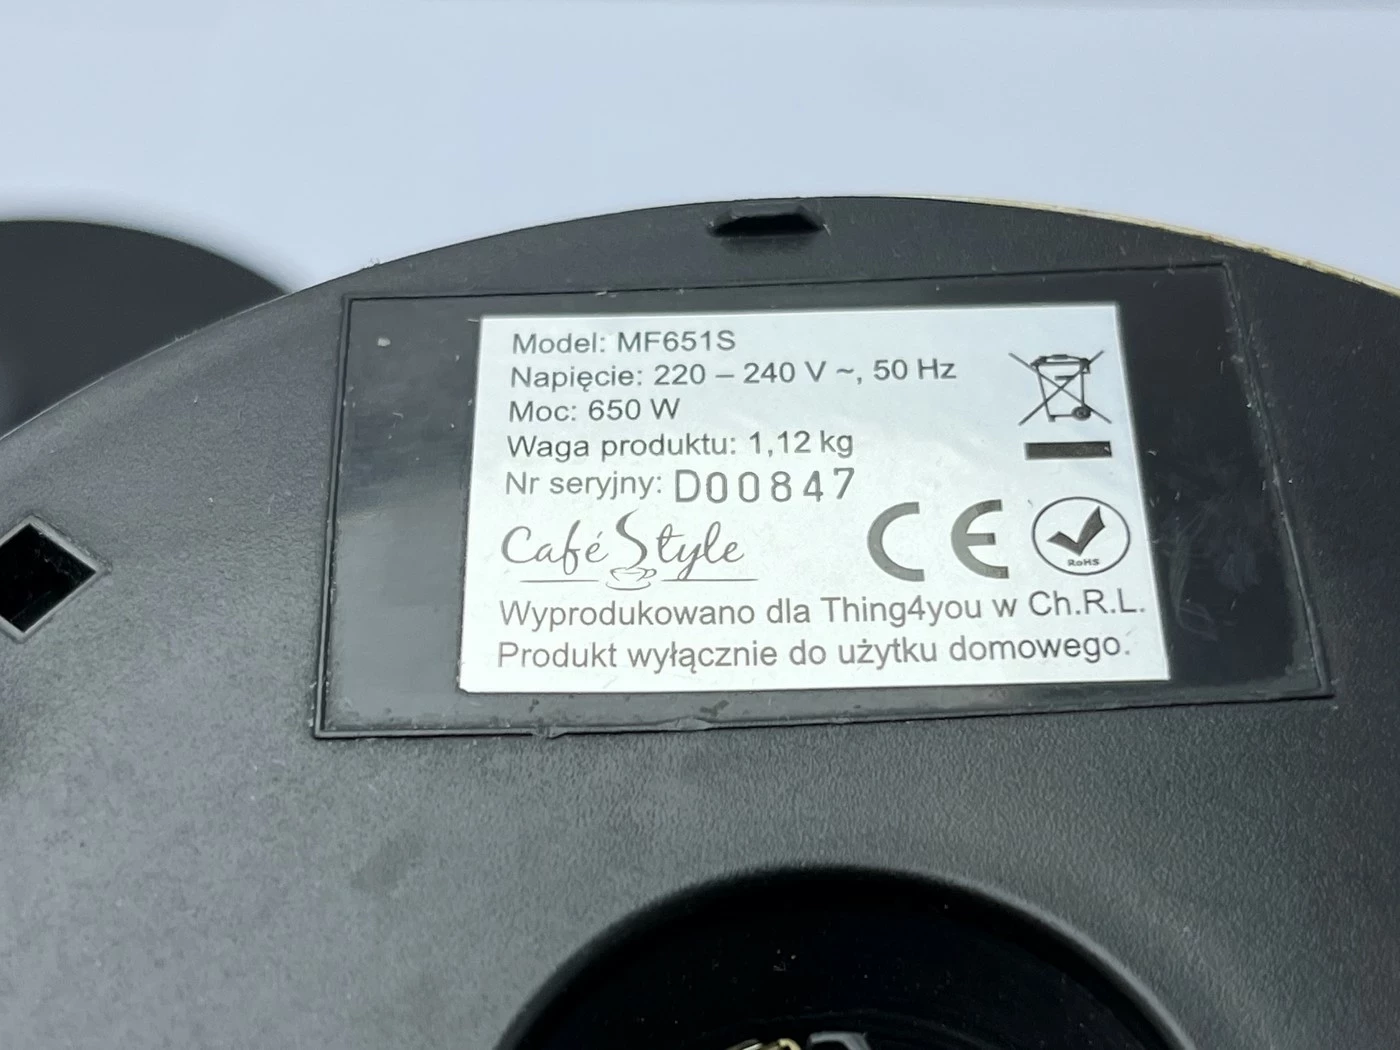 Model: MF651S
Napięcie: 220 – 240 V ~, 50 Hz
Moc: 650 W
Waga produktu: 1,12 kg
Nr seryjny: D00847
Café Style
CE
RoHS
Wyprodukowano dla Thing4you w Ch.R.L.
Produkt wyłącznie do użytku domowego.